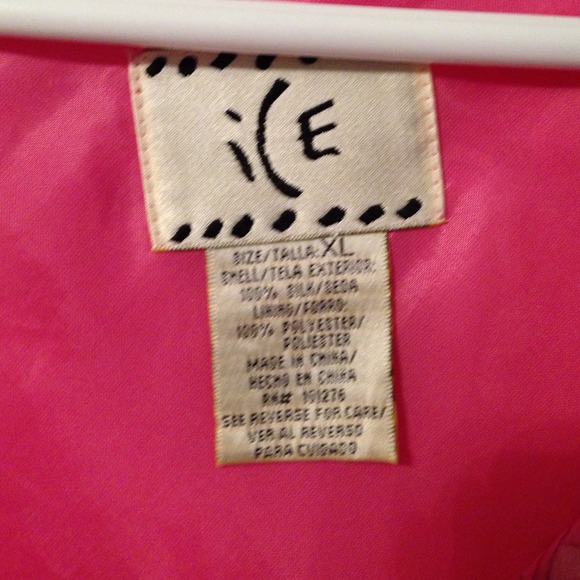 iCE
SIZE/TALLA: XL
SHELL/TELA EXTERIOR:
100% SILK/SEDA
LINING/FORRO:
100% POLYESTER/
POLIESTER
MADE IN CHINA/
HECHO EN CHINA
RN# 101276
SEE REVERSE FOR CARE/
VER AL REVERSO
PARA CUIDADO